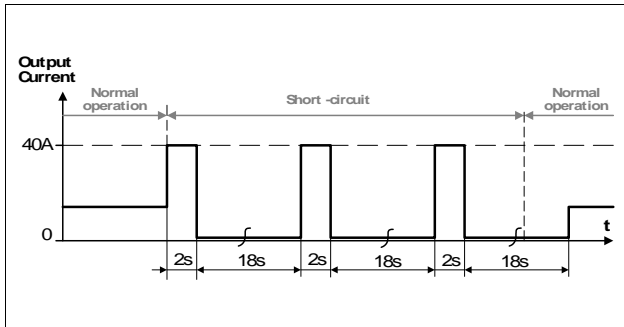 Output
Current
Normal
operation
Short -circuit
Normal
operation
40A
0
t
2s
18s
2s
18s
2s
18s